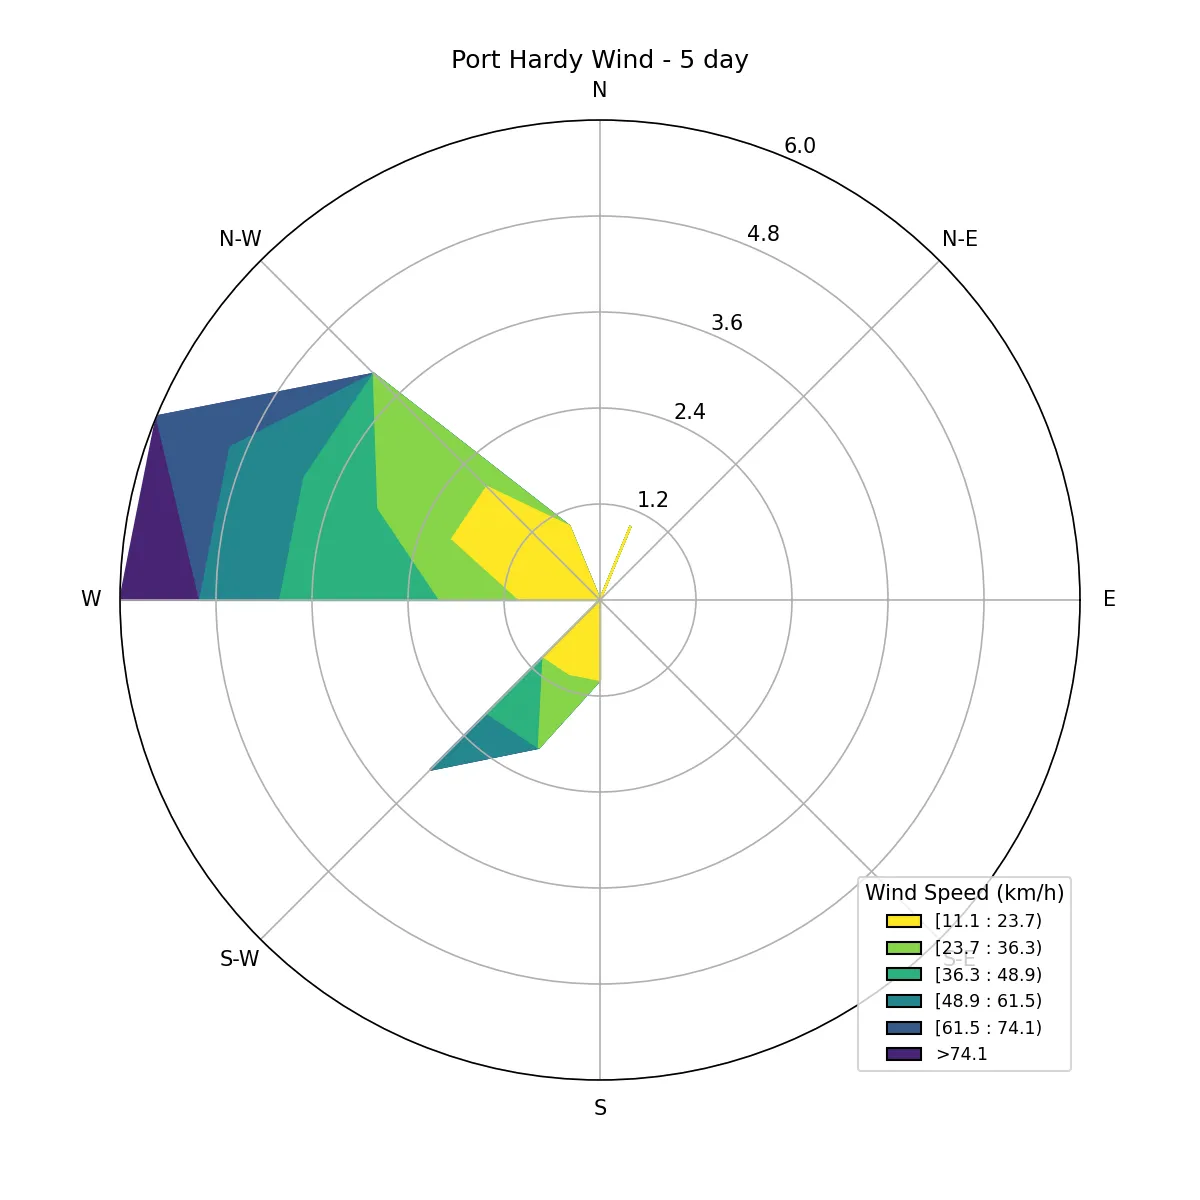 Port Hardy Wind - 5 day
N
6.0
4.8
N-W
N-E
3.6
2.4
1.2
W
E
S-W
S-E
Wind Speed (km/h)
[11.1 : 23.7)
[23.7 : 36.3)
[36.3 : 48.9)
[48.9 : 61.5)
[61.5 : 74.1)
>74.1
S